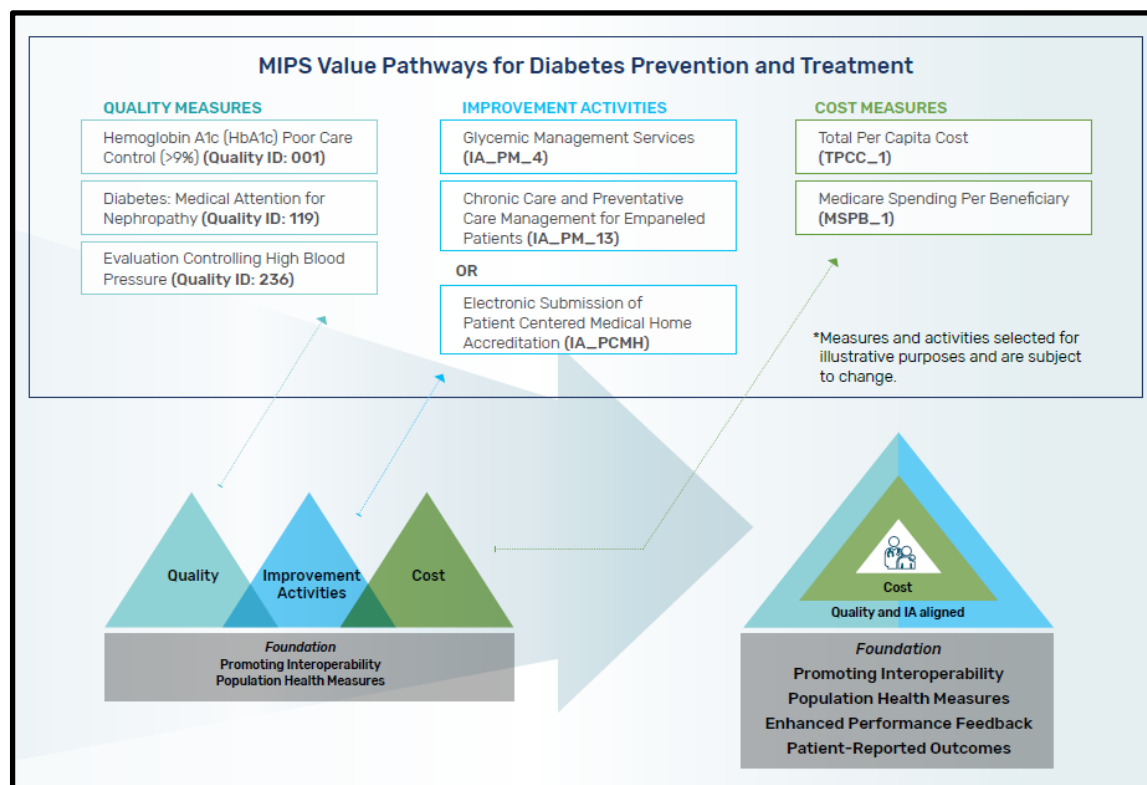 MIPS Value Pathways for Diabetes Prevention and Treatment
QUALITY MEASURES
Hemoglobin A1c (HbA1c) Poor Care
Control (>9%) (Quality ID: 001)
Diabetes: Medical Attention for
Nephropathy (Quality ID: 119)
Evaluation Controlling High Blood
Pressure (Quality ID: 236)
IMPROVEMENT ACTIVITIES
Glycemic Management Services
(IA_PM_4)
Chronic Care and Preventative
Care Management for Empaneled
Patients (IA_PM_13)
OR
Electronic Submission of
Patient Centered Medical Home
Accreditation (IA_PCMH)
COST MEASURES
Total Per Capita Cost
(TPCC_1)
Medicare Spending Per Beneficiary
(MSPB_1)
*Measures and activities selected for
illustrative purposes and are subject
to change.
Quality
Improvement
Activities
Cost
Foundation
Promoting Interoperability
Population Health Measures
Cost
Quality and IA aligned
Foundation
Promoting Interoperability
Population Health Measures
Enhanced Performance Feedback
Patient-Reported Outcomes